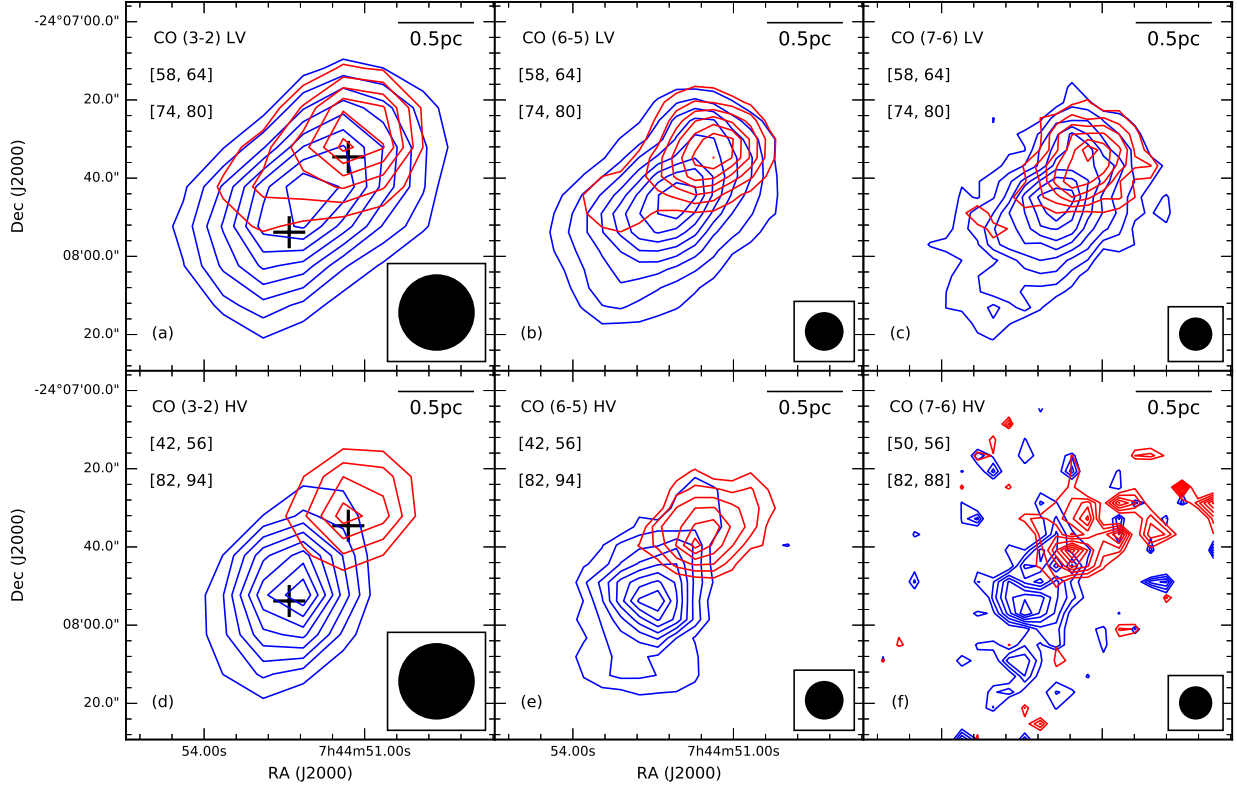 -24°07'00.0"
CO (3-2) LV
0.5pc
[58, 64]
[74, 80]
20.0"
40.0"
08'00.0"
20.0"
Dec (J2000)
(a)
CO (6-5) LV
0.5pc
[58, 64]
[74, 80]
(b)
CO (7-6) LV
0.5pc
[58, 64]
[74, 80]
(c)
-24°07'00.0"
CO (3-2) HV
0.5pc
[42, 56]
[82, 94]
20.0"
40.0"
08'00.0"
20.0"
Dec (J2000)
(d)
54.00s
7h44m51.00s
RA (J2000)
CO (6-5) HV
0.5pc
[42, 56]
[82, 94]
(e)
54.00s
7h44m51.00s
RA (J2000)
CO (7-6) HV
0.5pc
[50, 56]
[82, 88]
(f)